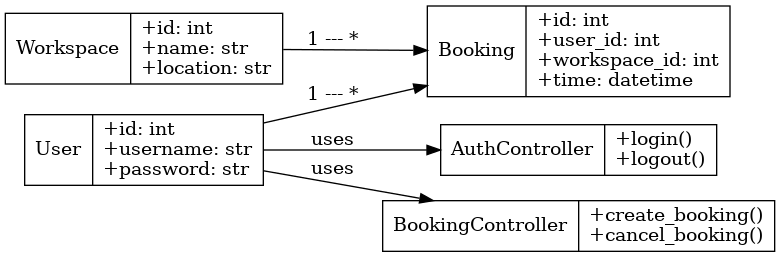 Workspace
+id: int
+name: str
+location: str
1 --- *
Booking
+id: int
+user_id: int
+workspace_id: int
+time: datetime
User
+id: int
+username: str
+password: str
1 --- *
uses
AuthController
+login()
+logout()
uses
BookingController
+create_booking()
+cancel_booking()